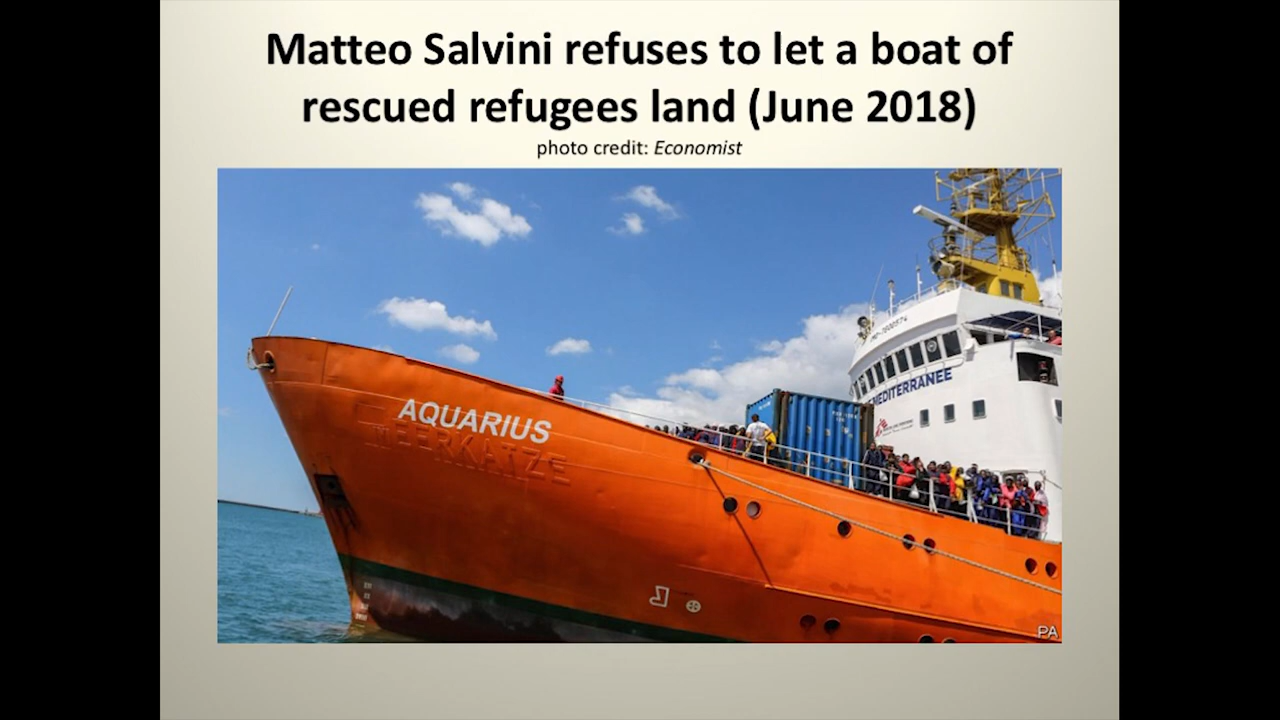 Matteo Salvini refuses to let a boat of
rescued refugees land (June 2018)
photo credit: Economist
AQUARIUS
MEERKATZE
MEDITERRANEE
PA